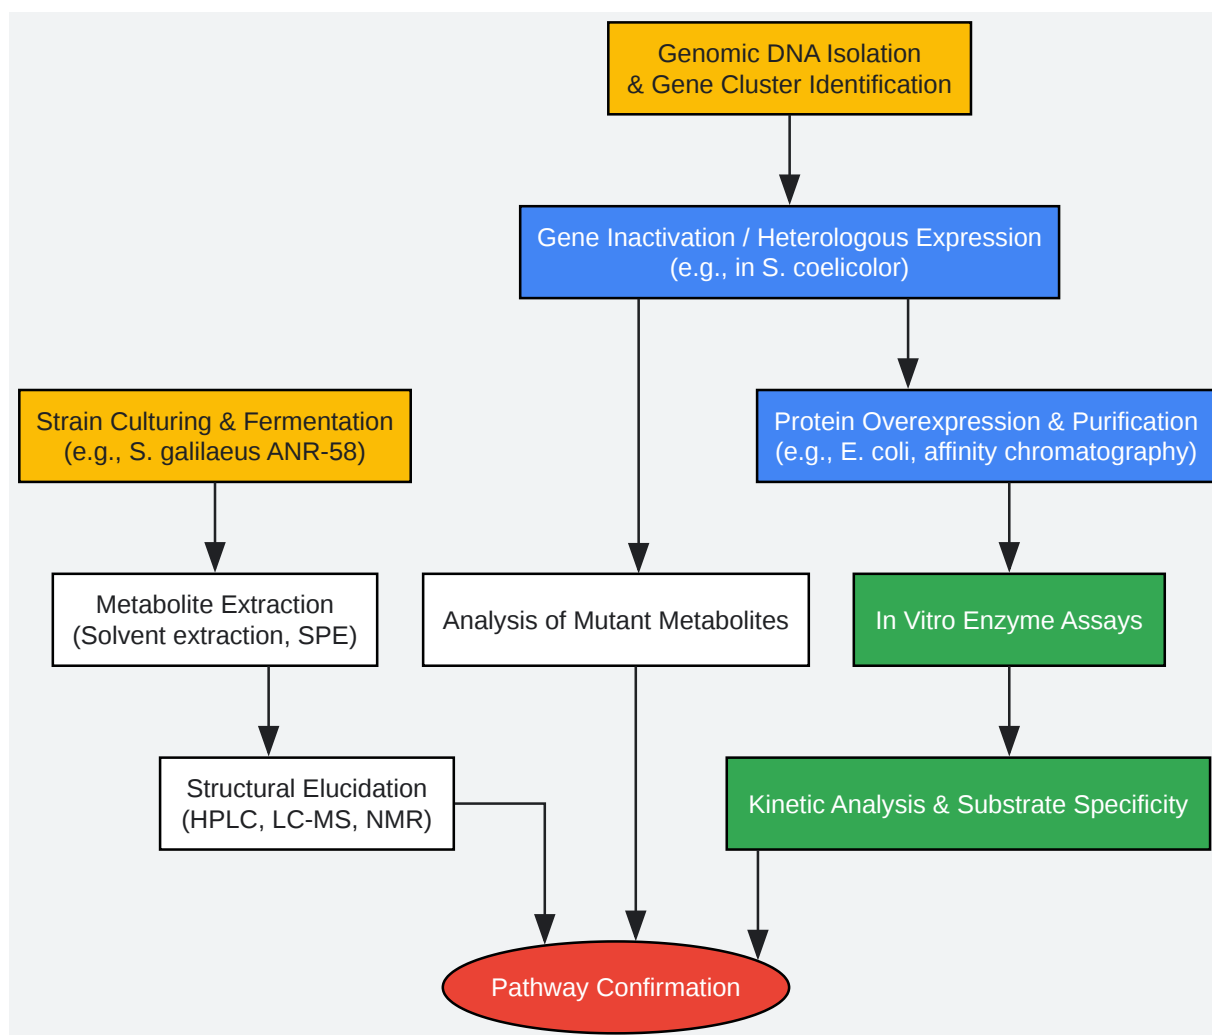 Genomic DNA Isolation
& Gene Cluster Identification
Gene Inactivation / Heterologous Expression
(e.g., in S. coelicolor)
Strain Culturing & Fermentation
(e.g., S. galilaeus ANR-58)
Protein Overexpression & Purification
(e.g., E. coli, affinity chromatography)
Metabolite Extraction
(Solvent extraction, SPE)
Analysis of Mutant Metabolites
In Vitro Enzyme Assays
Structural Elucidation
(HPLC, LC-MS, NMR)
Kinetic Analysis & Substrate Specificity
Pathway Confirmation